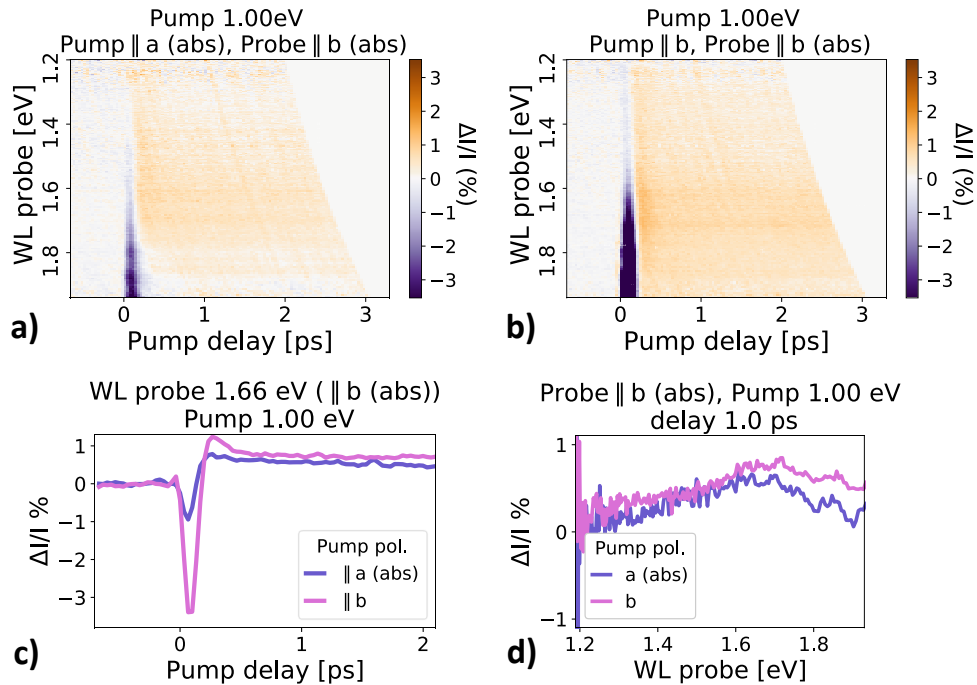 Pump 1.00eV
Pump ∥ a (abs), Probe ∥ b (abs)
WL probe [eV]
1.2
1.4
1.6
1.8
0
1
2
3
Pump delay [ps]
3
2
1
0
−1
−2
−3
ΔI/I (%)
a)
Pump 1.00eV
Pump ∥ b, Probe ∥ b (abs)
WL probe [eV]
1.2
1.4
1.6
1.8
0
1
2
3
Pump delay [ps]
3
2
1
0
−1
−2
−3
ΔI/I (%)
b)
WL probe 1.66 eV ( ∥ b (abs))
Pump 1.00 eV
ΔI/I %
1
0
−1
−2
−3
Pump pol.
∥ a (abs)
∥ b
0
1
2
Pump delay [ps]
c)
Probe ∥ b (abs), Pump 1.00 eV
delay 1.0 ps
ΔI/I %
1
0
−1
Pump pol.
a (abs)
b
1.2
1.4
1.6
1.8
WL probe [eV]
d)